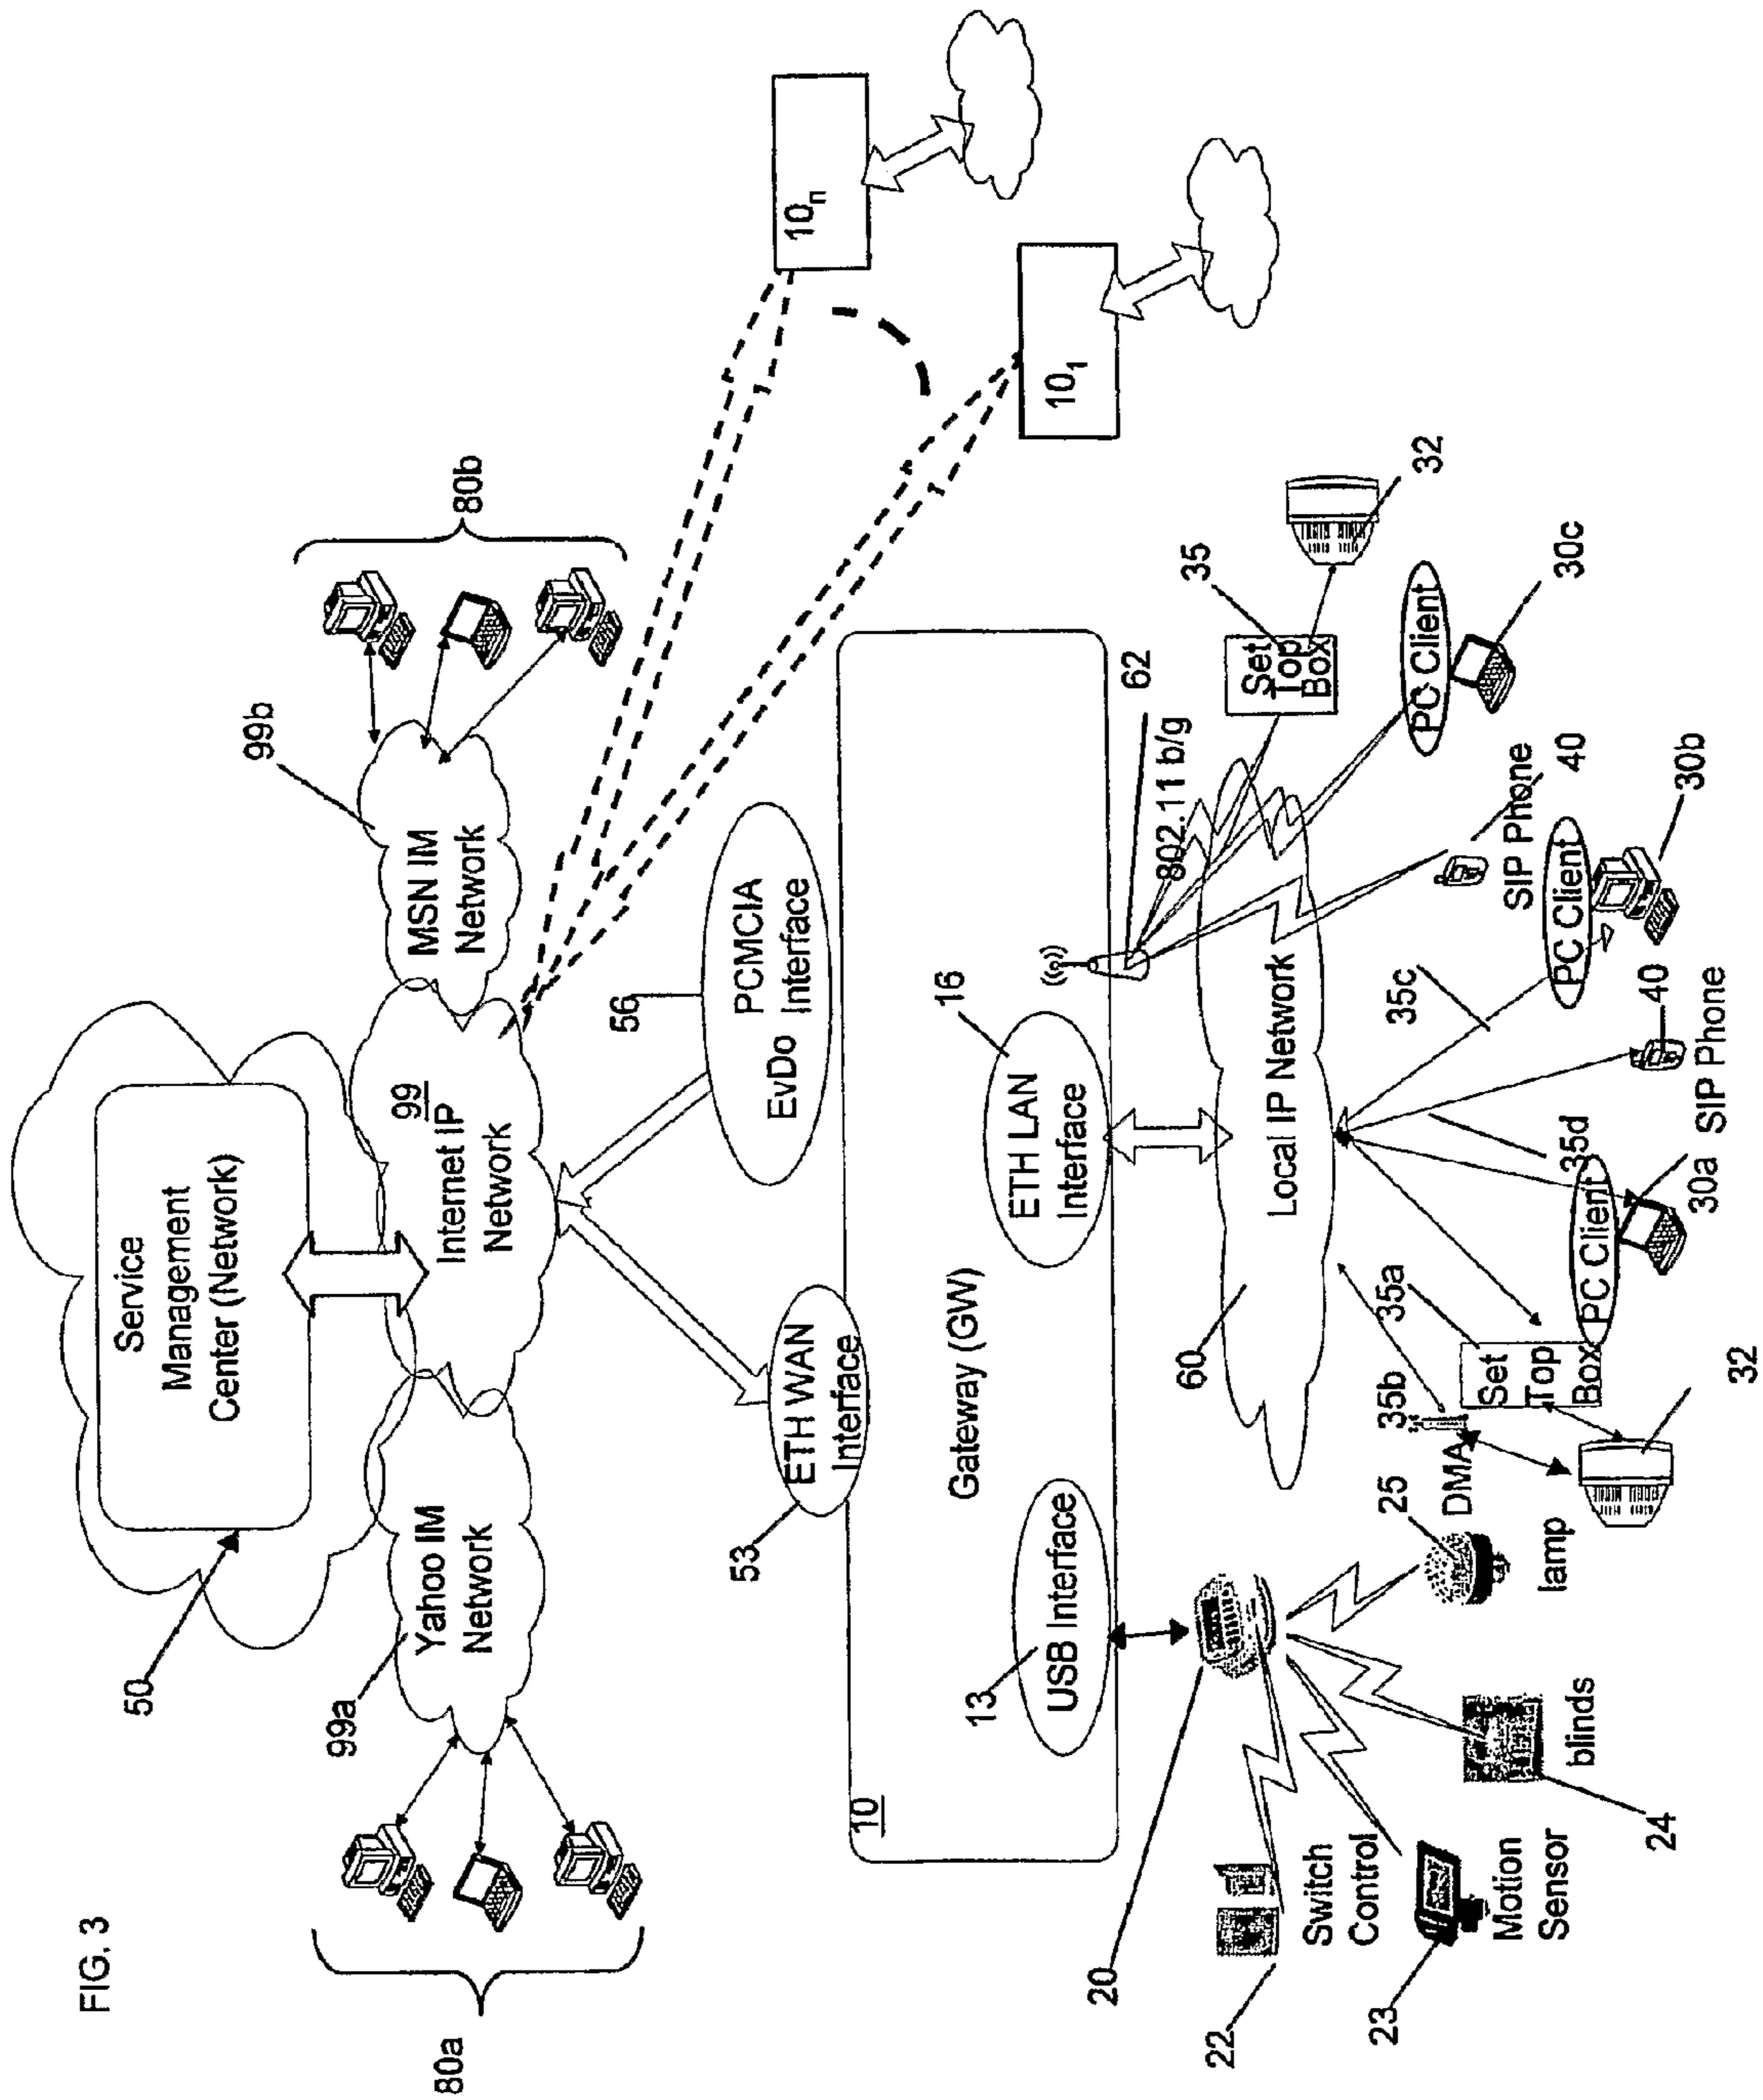 FIG. 3
Service
Management
Center (Network)
50
99a
Yahoo IM
Network
99
Internet IP
Network
MSN IM
Network
99b
80a
80b
53
ETH WAN
Interface
56
PCMCIA
EvDo Interface
10n
101
10
Gateway (GW)
13
USB Interface
16
ETH LAN
Interface
62
802.11 b/g
60
Local IP Network
20
22
Switch
Control
23
Motion
Sensor
24
blinds
25
lamp
DMA
35b
35a
Set
Top
Box
32
PC Client
30a
35d
SIP Phone
40
35c
PC Client
30b
SIP Phone
40
35
Set
Top
Box
32
PC Client
30c